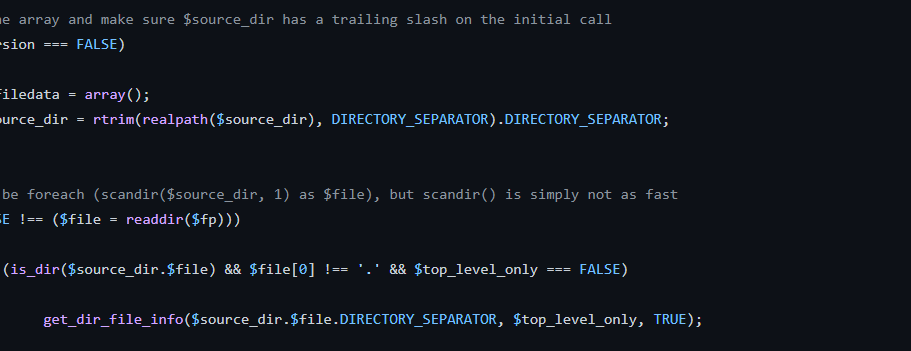 ne array and make sure $source_dir has a trailing slash on the initial call
rsion === FALSE)
filedata = array();
ource_dir = rtrim(realpath($source_dir), DIRECTORY_SEPARATOR).DIRECTORY_SEPARATOR;
be foreach (scandir($source_dir, 1) as $file), but scandir() is simply not as fast
SE !== ($file = readdir($fp)))
(is_dir($source_dir.$file) && $file[0] !== '.' && $top_level_only === FALSE)
get_dir_file_info($source_dir.$file.DIRECTORY_SEPARATOR, $top_level_only, TRUE);